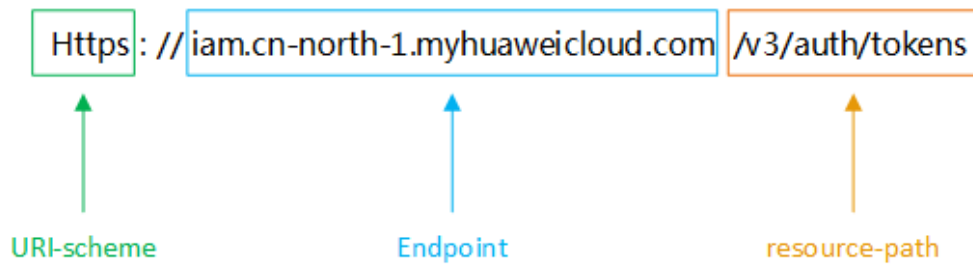 Https : // iam.cn-north-1.myhuaweicloud.com /v3/auth/tokens
URI-scheme Endpoint resource-path